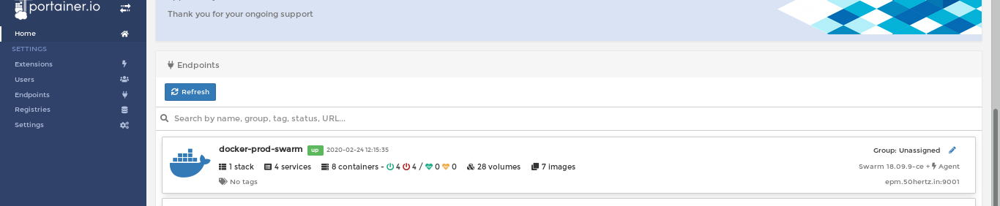 portainer.io
Home
SETTINGS
Extensions
Users
Endpoints
Registries
Settings
Thank you for your ongoing support
Endpoints
Refresh
Search by name, group, tag, status, URL...
docker-prod-swarm up 2020-02-24 12:15:35
Group: Unassigned
1 stack 4 services 8 containers - 4 4 / 0 0 28 volumes 7 images
Swarm 18.09.9-ce + Agent
No tags
epm.50hertz.in:9001